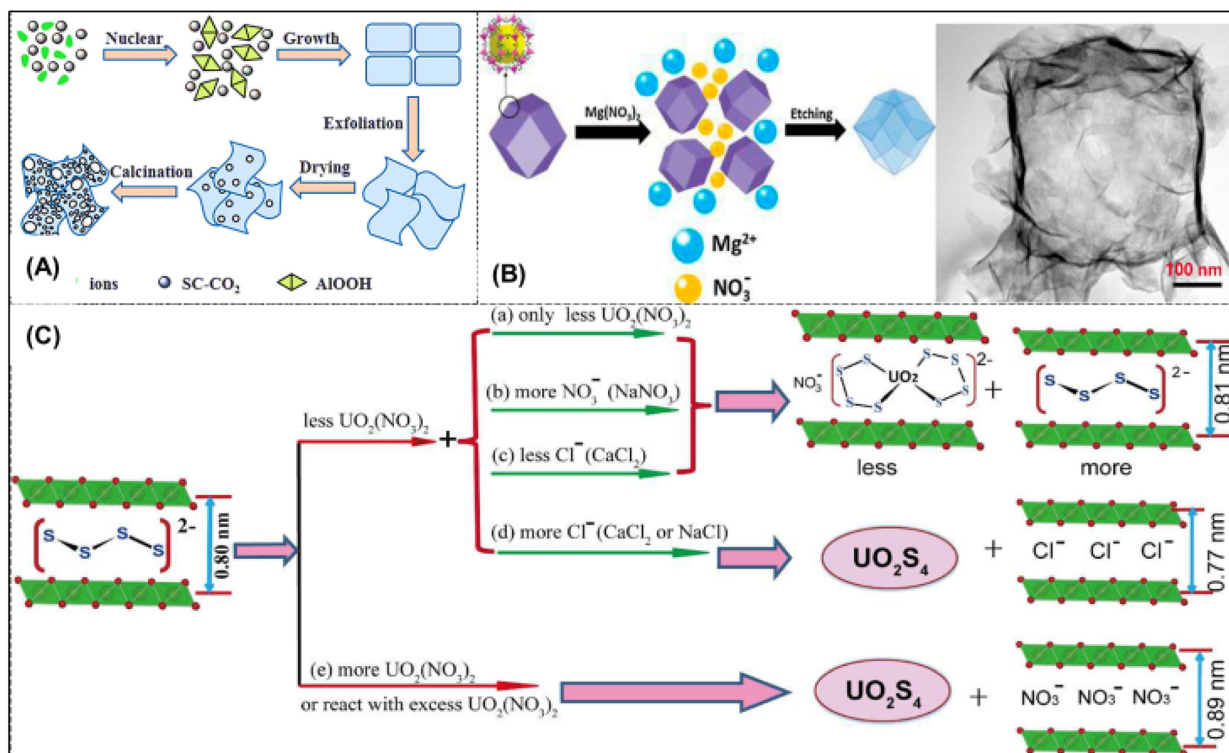 Nuclear
Growth
Exfoliation
Drying
Calcination
(A)
ions
SC-CO₂
AlOOH
Mg(NO₃)₂
Etching
Mg²⁺
NO₃⁻
(B)
100 nm
(C)
[S S S S]²⁻
0.80 nm
less UO₂(NO₃)₂
+
(a) only less UO₂(NO₃)₂
(b) more NO₃⁻ (NaNO₃)
(c) less Cl⁻ (CaCl₂)
(d) more Cl⁻ (CaCl₂ or NaCl)
(e) more UO₂(NO₃)₂
or react with excess UO₂(NO₃)₂
NO₃⁻ [S S S S UO₂ S S S S]²⁻
less
+
[S S S S]²⁻
more
0.81 nm
UO₂S₄
+
Cl⁻ Cl⁻ Cl⁻
0.77 nm
UO₂S₄
+
NO₃⁻ NO₃⁻ NO₃⁻
0.89 nm